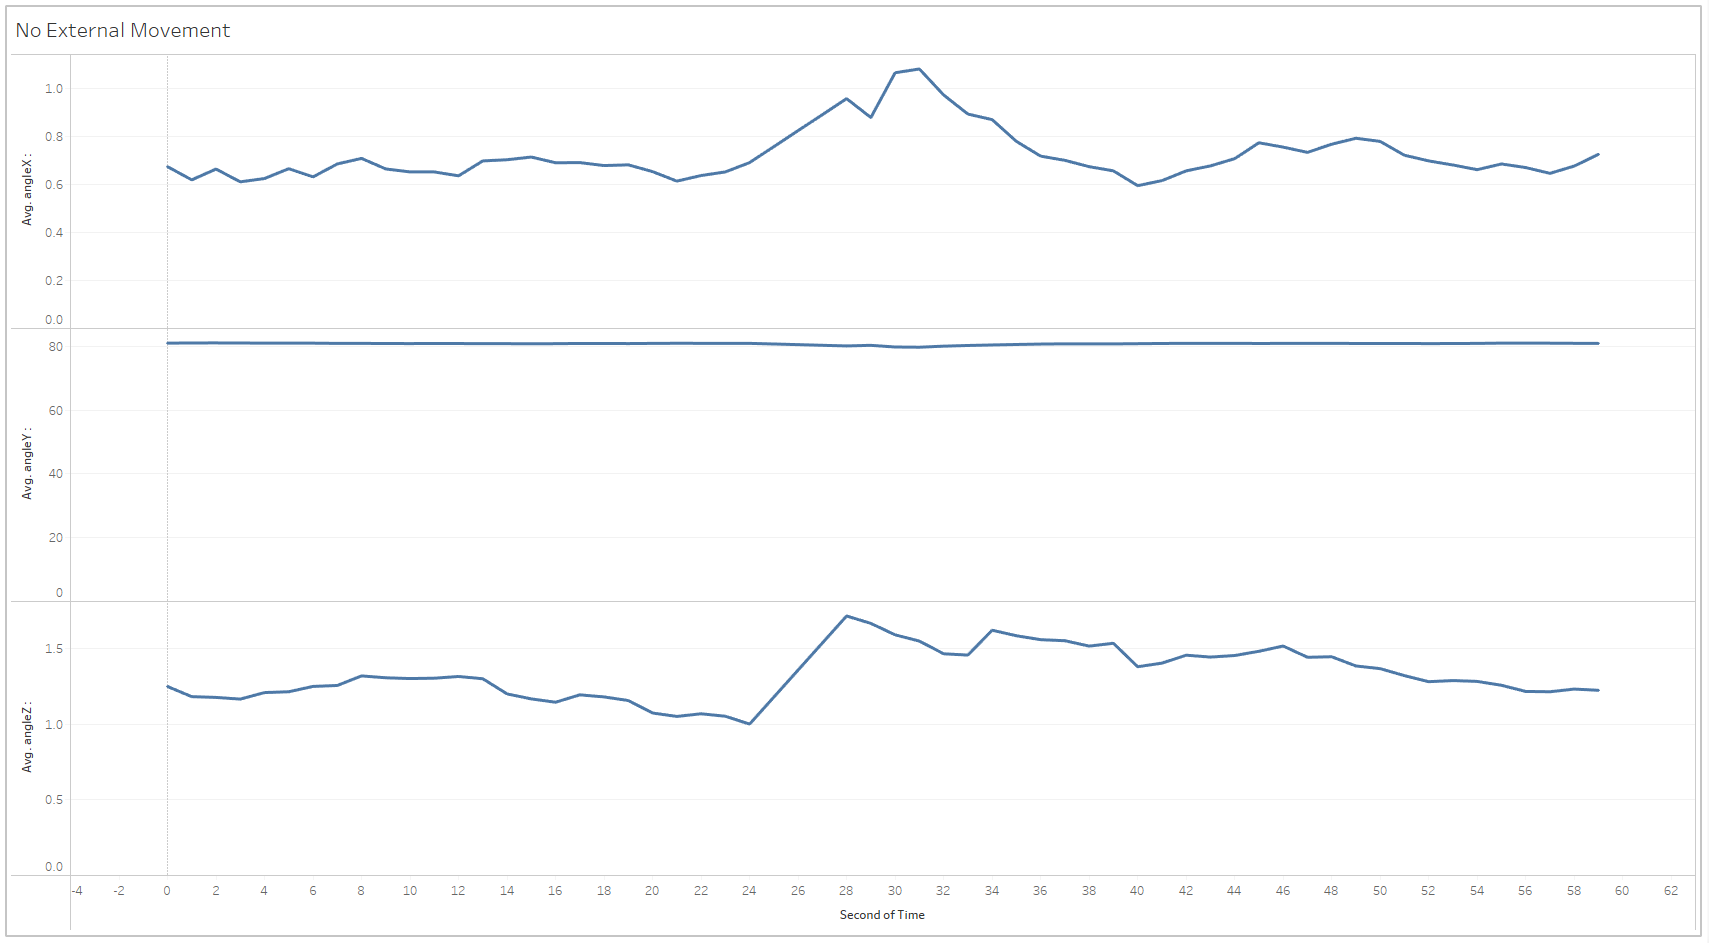 No External Movement
1.0
0.8
0.6
0.4
0.2
0.0
Avg. angleX :
80
60
40
20
0
Avg. angleY :
1.5
1.0
0.5
0.0
Avg. angleZ :
-4 -2 0 2 4 6 8 10 12 14 16 18 20 22 24 26 28 30 32 34 36 38 40 42 44 46 48 50 52 54 56 58 60 62
Second of Time